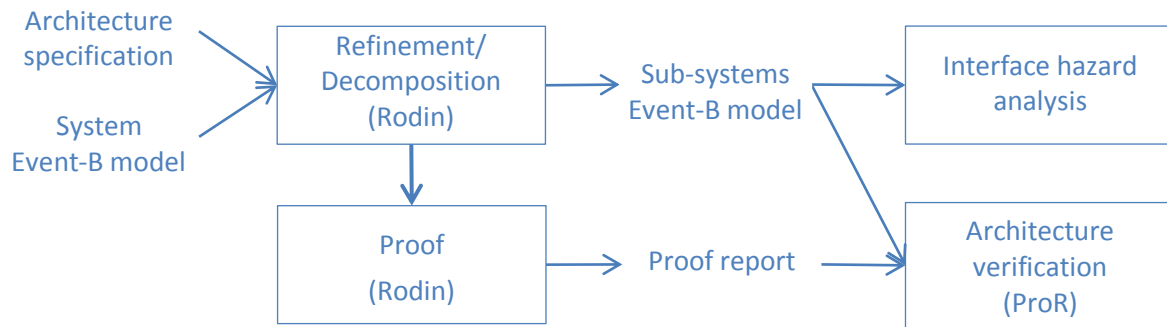 Architecture
specification
System
Event-B model
Refinement/
Decomposition
(Rodin)
Sub-systems
Event-B model
Interface hazard
analysis
Proof
(Rodin)
Proof report
Architecture
verification
(ProR)